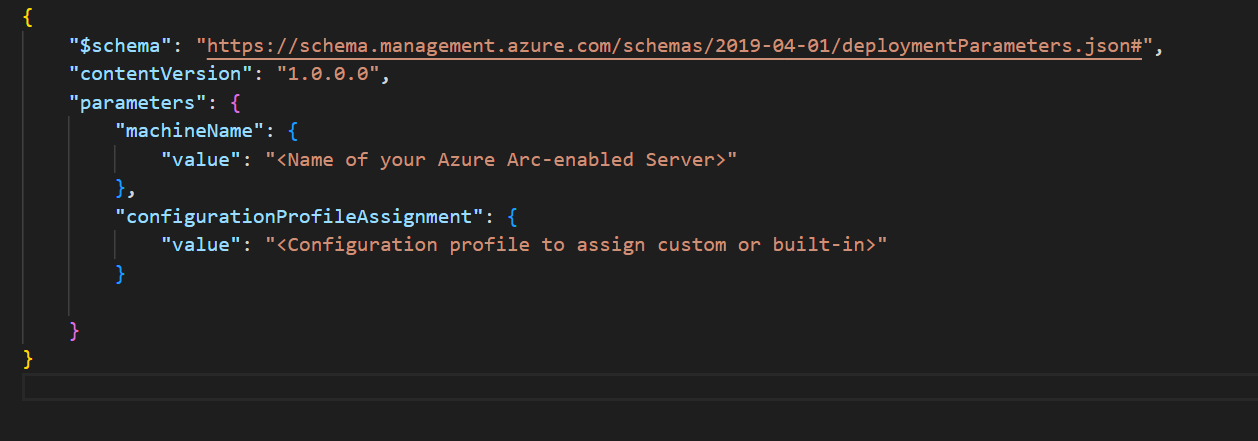 {
"$schema": "https://schema.management.azure.com/schemas/2019-04-01/deploymentParameters.json#",
"contentVersion": "1.0.0.0",
"parameters": {
"machineName": {
"value": "<Name of your Azure Arc-enabled Server>"
},
"configurationProfileAssignment": {
"value": "<Configuration profile to assign custom or built-in>"
}
}
}